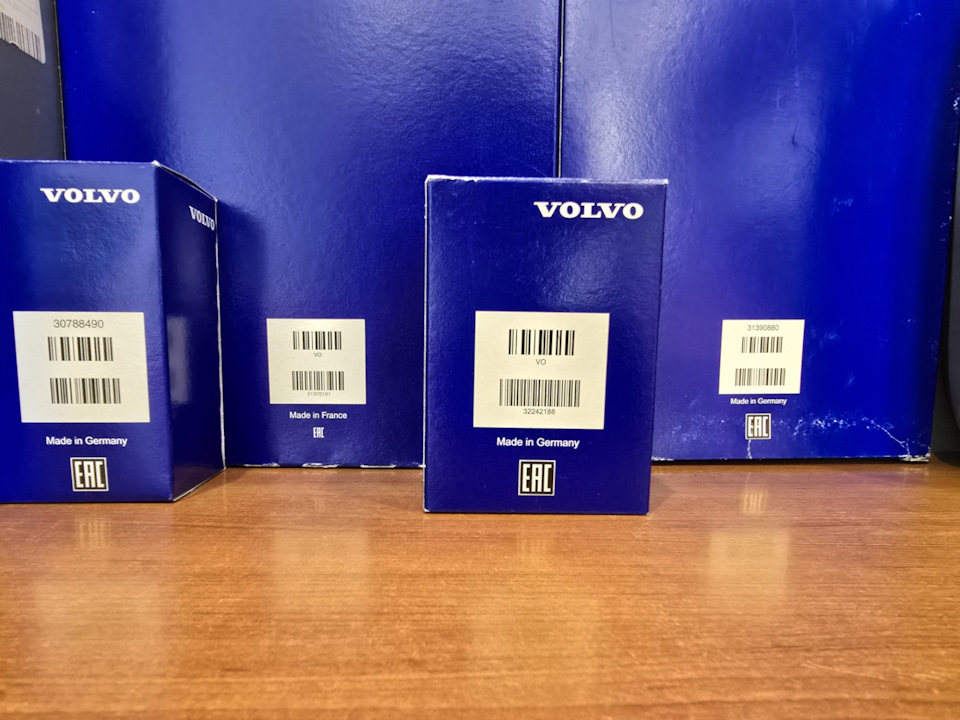 VOLVO
VOLVO
30788490
Made in Germany
EAC
VO
31370161
Made in France
EAC
VOLVO
VO
32242188
Made in Germany
EAC
31390880
Made in Germany
EAC